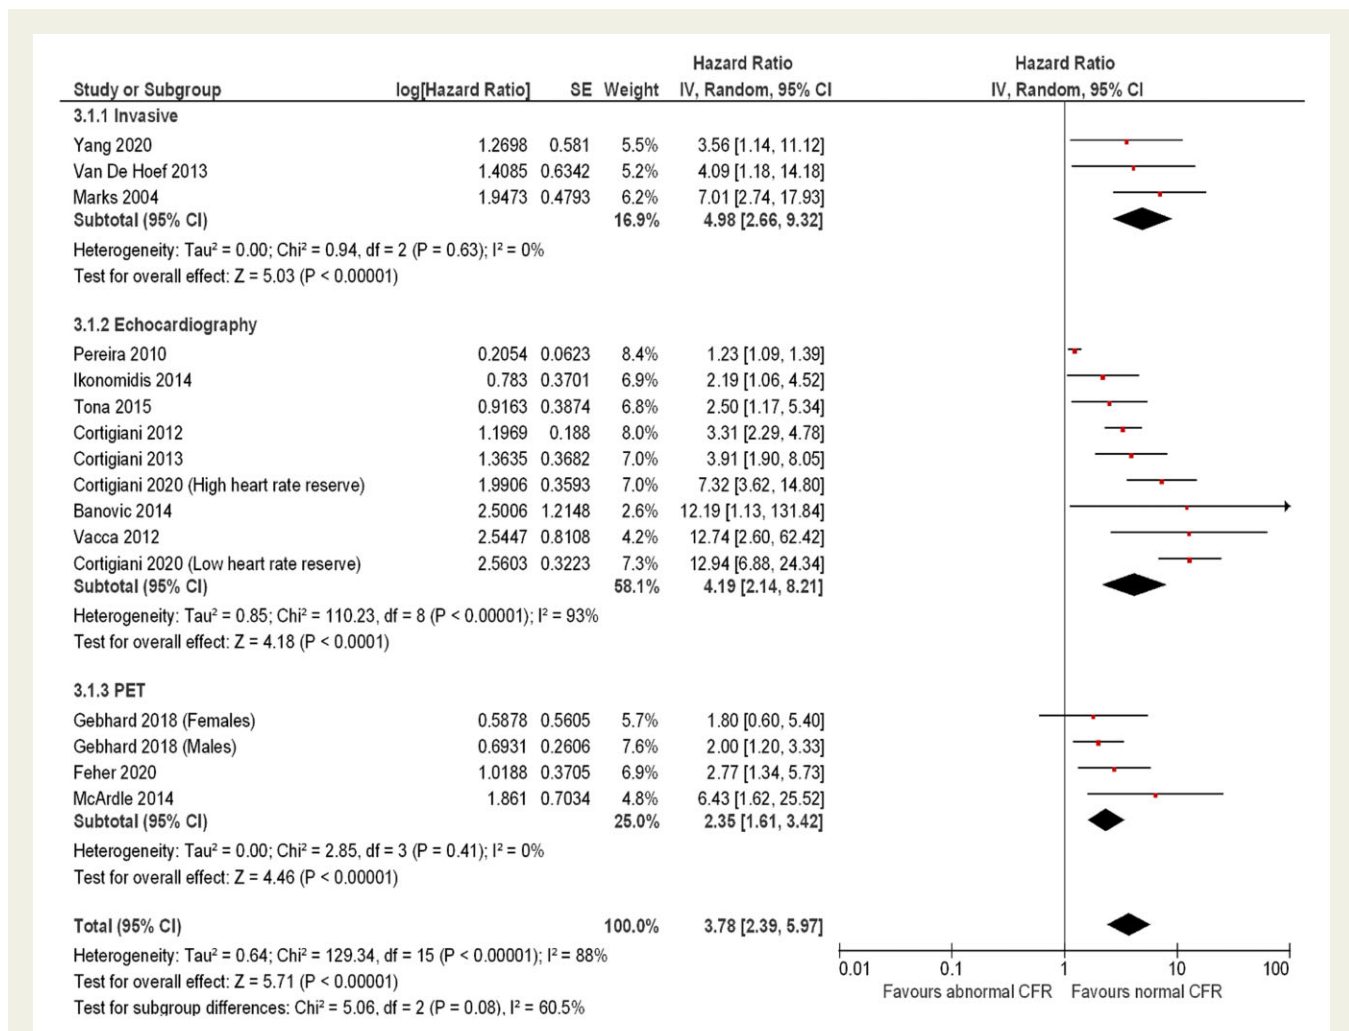 Hazard Ratio Hazard Ratio
Study or Subgroup log[Hazard Ratio] SE Weight IV, Random, 95% CI IV, Random, 95% CI
3.1.1 Invasive
Yang 2020 1.2698 0.581 5.5% 3.56 [1.14, 11.12]
Van De Hoef 2013 1.4085 0.6342 5.2% 4.09 [1.18, 14.18]
Marks 2004 1.9473 0.4793 6.2% 7.01 [2.74, 17.93]
Subtotal (95% CI) 16.9% 4.98 [2.66, 9.32]
Heterogeneity: Tau² = 0.00; Chi² = 0.94, df = 2 (P = 0.63); I² = 0%
Test for overall effect: Z = 5.03 (P < 0.00001)
3.1.2 Echocardiography
Pereira 2010 0.2054 0.0623 8.4% 1.23 [1.09, 1.39]
Ikonomidis 2014 0.783 0.3701 6.9% 2.19 [1.06, 4.52]
Tona 2015 0.9163 0.3874 6.8% 2.50 [1.17, 5.34]
Cortigiani 2012 1.1969 0.188 8.0% 3.31 [2.29, 4.78]
Cortigiani 2013 1.3635 0.3682 7.0% 3.91 [1.90, 8.05]
Cortigiani 2020 (High heart rate reserve) 1.9906 0.3593 7.0% 7.32 [3.62, 14.80]
Banovic 2014 2.5006 1.2148 2.6% 12.19 [1.13, 131.84]
Vacca 2012 2.5447 0.8108 4.2% 12.74 [2.60, 62.42]
Cortigiani 2020 (Low heart rate reserve) 2.5603 0.3223 7.3% 12.94 [6.88, 24.34]
Subtotal (95% CI) 58.1% 4.19 [2.14, 8.21]
Heterogeneity: Tau² = 0.85; Chi² = 110.23, df = 8 (P < 0.00001); I² = 93%
Test for overall effect: Z = 4.18 (P < 0.0001)
3.1.3 PET
Gebhard 2018 (Females) 0.5878 0.5605 5.7% 1.80 [0.60, 5.40]
Gebhard 2018 (Males) 0.6931 0.2606 7.6% 2.00 [1.20, 3.33]
Feher 2020 1.0188 0.3705 6.9% 2.77 [1.34, 5.73]
McArdle 2014 1.861 0.7034 4.8% 6.43 [1.62, 25.52]
Subtotal (95% CI) 25.0% 2.35 [1.61, 3.42]
Heterogeneity: Tau² = 0.00; Chi² = 2.85, df = 3 (P = 0.41); I² = 0%
Test for overall effect: Z = 4.46 (P < 0.00001)
Total (95% CI) 100.0% 3.78 [2.39, 5.97]
Heterogeneity: Tau² = 0.64; Chi² = 129.34, df = 15 (P < 0.00001); I² = 88%
Test for overall effect: Z = 5.71 (P < 0.00001)
Test for subgroup differences: Chi² = 5.06, df = 2 (P = 0.08), I² = 60.5%
0.01 0.1 1 10 100
Favours abnormal CFR Favours normal CFR